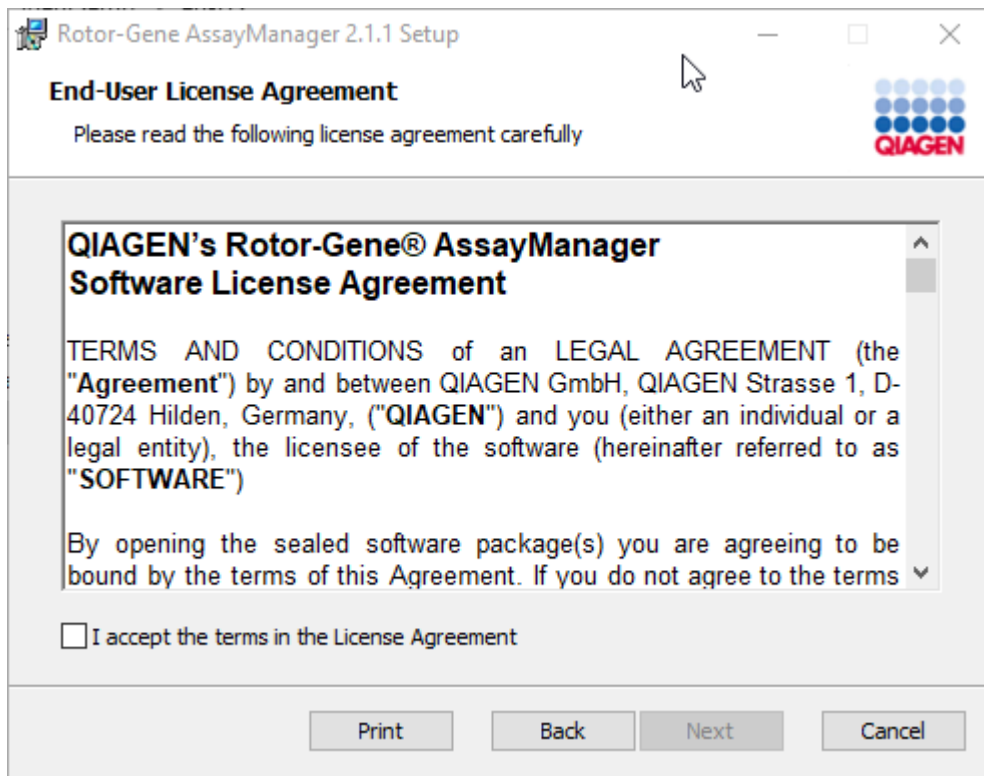 Rotor-Gene AssayManager 2.1.1 Setup
End-User License Agreement
Please read the following license agreement carefully
QIAGEN
QIAGEN’s Rotor-Gene® AssayManager
Software License Agreement
TERMS AND CONDITIONS of an LEGAL AGREEMENT (the
"Agreement") by and between QIAGEN GmbH, QIAGEN Strasse 1, D-
40724 Hilden, Germany, ("QIAGEN") and you (either an individual or a
legal entity), the licensee of the software (hereinafter referred to as
"SOFTWARE")
By opening the sealed software package(s) you are agreeing to be
bound by the terms of this Agreement. If you do not agree to the terms
I accept the terms in the License Agreement
Print
Back
Next
Cancel